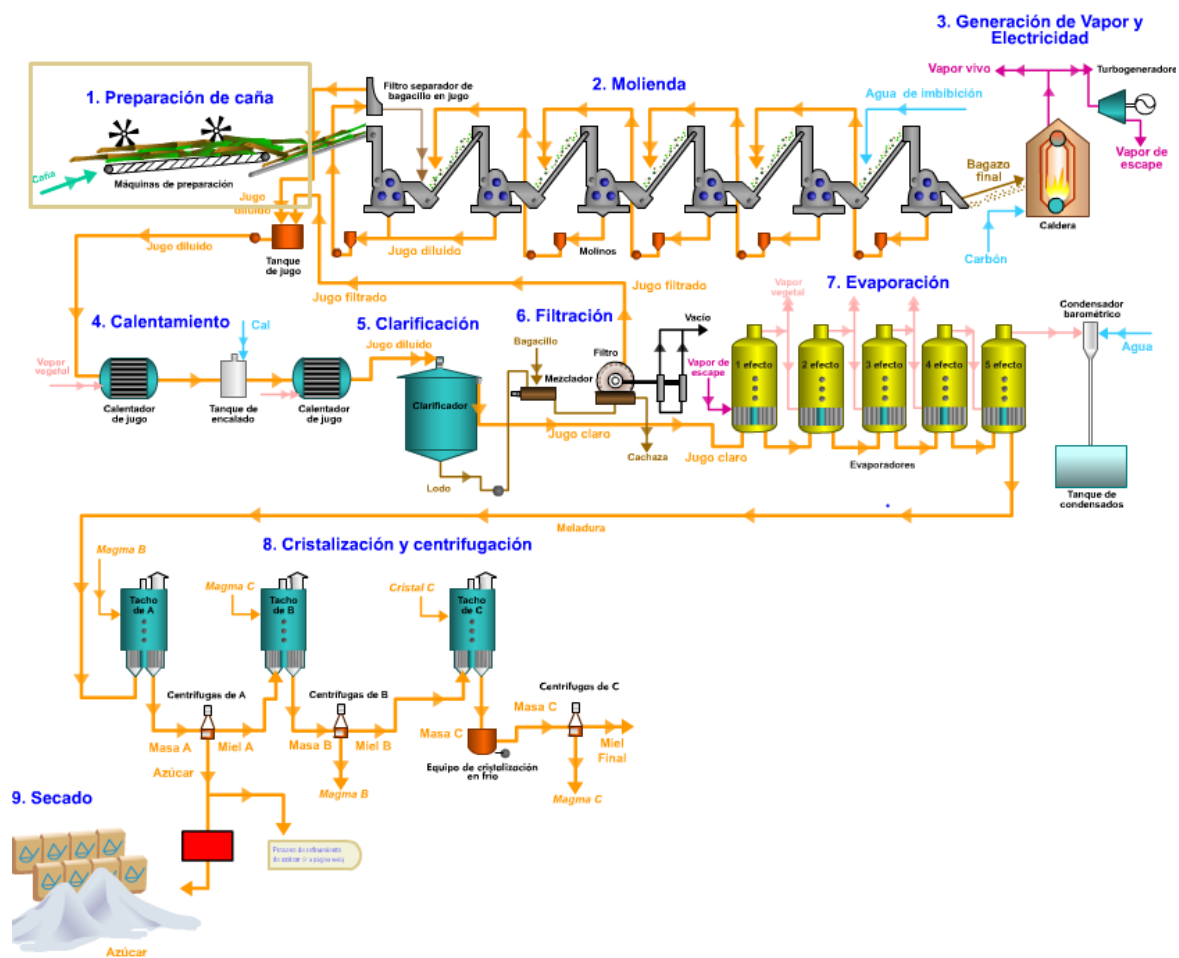 3. Generación de Vapor y
Electricidad
1. Preparación de caña
Caña
Máquinas de preparación
Filtro separador de
bagacillo en jugo
2. Molienda
Agua de imbibición
Vapor vivo
Turbogeneradore
Vapor de
escape
Bagazo
final
Caldera
Carbón
Jugo
diluido
Jugo diluido
Tanque
de jugo
Jugo diluido
Molinos
Jugo filtrado
Jugo filtrado
4. Calentamiento
Cal
Vapor
vegetal
Calentador
de jugo
Tanque de
encalado
Calentador
de jugo
5. Clarificación
Jugo diluido
Clarificador
Lodo
Jugo claro
6. Filtración
Bagacillo
Mezclador
Filtro
Vacío
Cachaza
7. Evaporación
Vapor
vegetal
Vapor de
escape
1 efecto
2 efecto
3 efecto
4 efecto
5 efecto
Jugo claro
Evaporadores
Condensador
barométrico
Agua
Tanque de
condensados
Meladura
8. Cristalización y centrifugación
Magma B
Tacho
de A
Magma C
Tacho
de B
Cristal C
Tacho
de C
Centrífugas de A
Masa A
Miel A
Centrífugas de B
Masa B
Miel B
Magma B
Masa C
Equipo de cristalización
en frío
Centrífugas de C
Masa C
Miel
Final
Magma C
Azúcar
9. Secado
Proceso de refinamiento
Azúcar